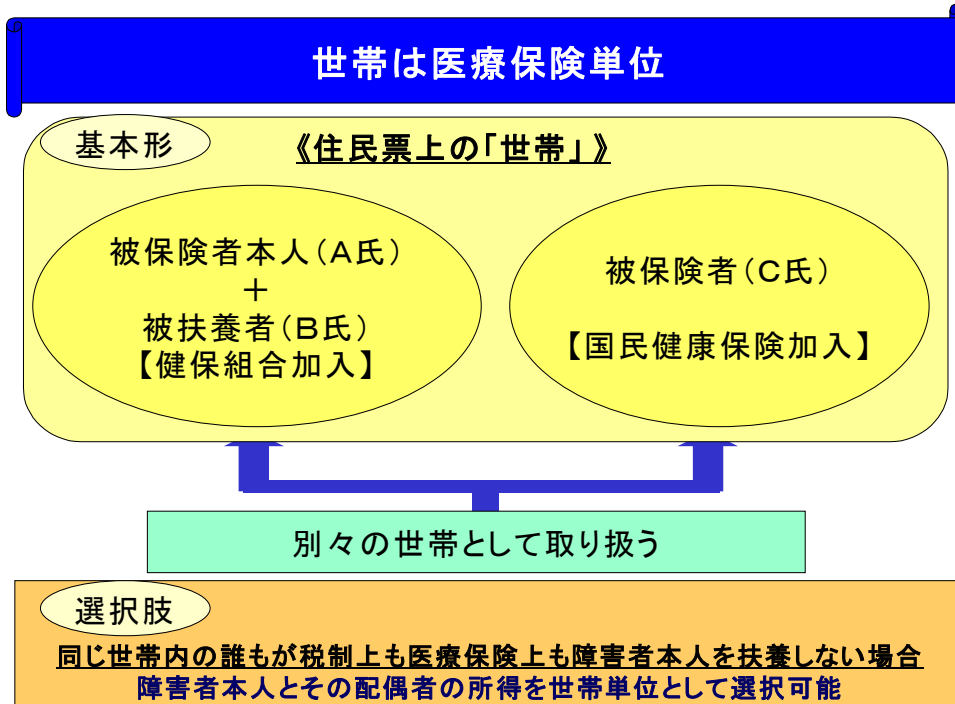 世帯は医療保険単位
基本形
《住民票上の「世帯」》
被保険者本人(A氏)
+
被扶養者(B氏)
【健保組合加入】
被保険者(C氏)
【国民健康保険加入】
別々の世帯として取り扱う
選択肢
同じ世帯内の誰もが税制上も医療保険上も障害者本人を扶養しない場合
障害者本人とその配偶者の所得を世帯単位として選択可能